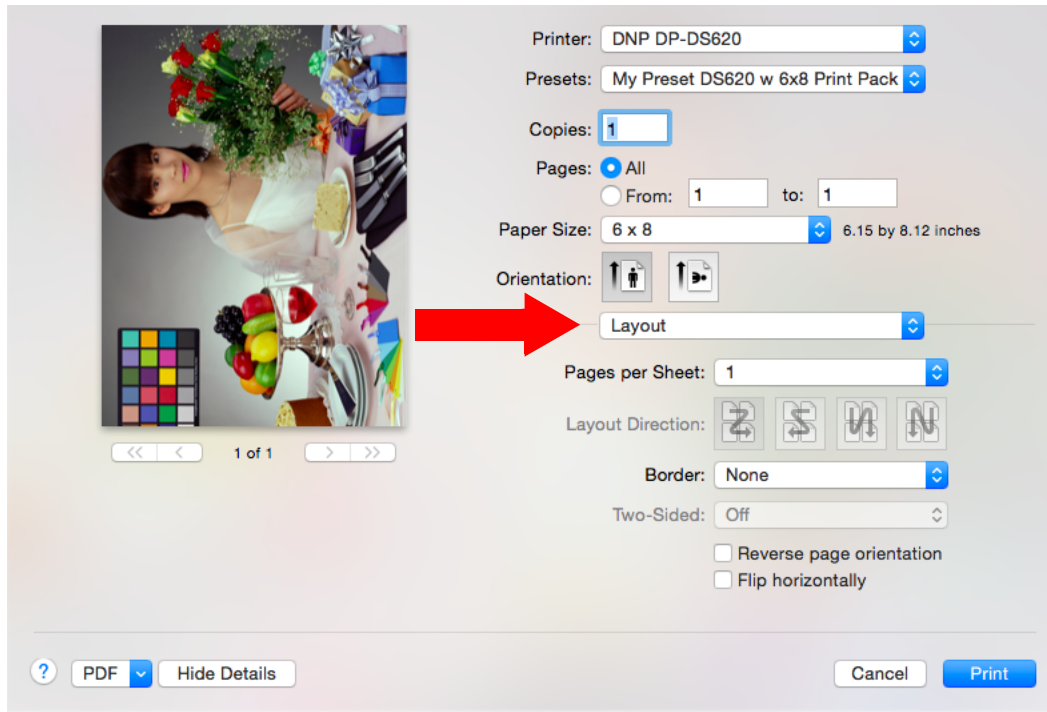 Printer: DNP DP-DS620
Presets: My Preset DS620 w 6x8 Print Pack
Copies: 1
Pages: All
From: 1 to: 1
Paper Size: 6 x 8 6.15 by 8.12 inches
Orientation:
Layout
Pages per Sheet: 1
Layout Direction:
Border: None
Two-Sided: Off
Reverse page orientation
Flip horizontally
<< < 1 of 1 > >>
? PDF Hide Details Cancel Print